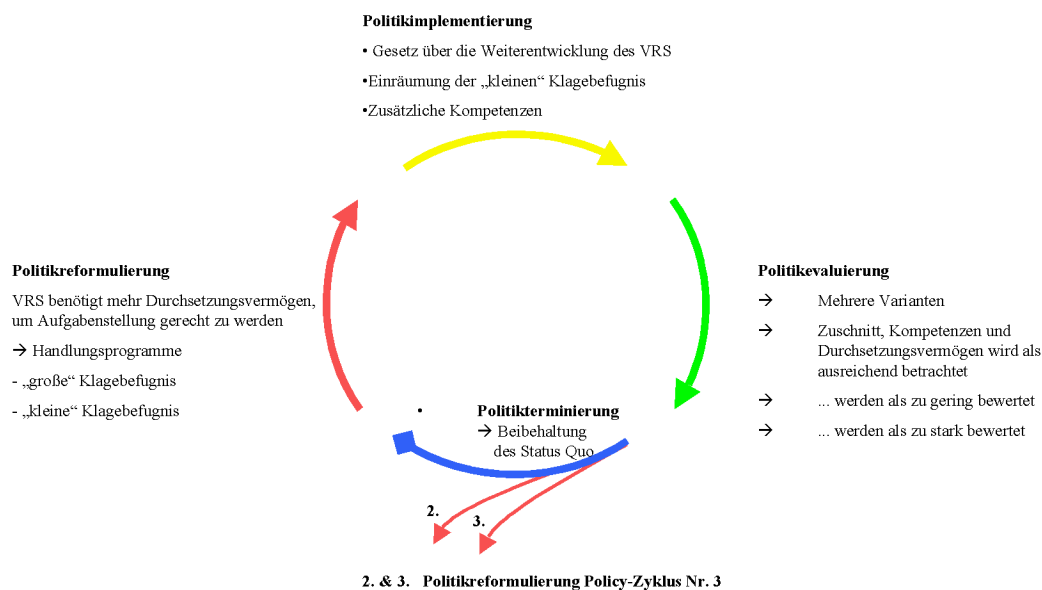 Politikimplementierung
• Gesetz über die Weiterentwicklung des VRS
•Einräumung der „kleinen“ Klagebefugnis
•Zusätzliche Kompetenzen
Politikreformulierung
VRS benötigt mehr Durchsetzungsvermögen,
um Aufgabenstellung gerecht zu werden
→ Handlungsprogramme
- „große“ Klagebefugnis
- „kleine“ Klagebefugnis
Politikevaluierung
→ Mehrere Varianten
→ Zuschnitt, Kompetenzen und
Durchsetzungsvermögen wird als
ausreichend betrachtet
→ ... werden als zu gering bewertet
→ ... werden als zu stark bewertet
• Politikterminierung
→ Beibehaltung
des Status Quo
2.
3.
2. & 3. Politikreformulierung Policy-Zyklus Nr. 3